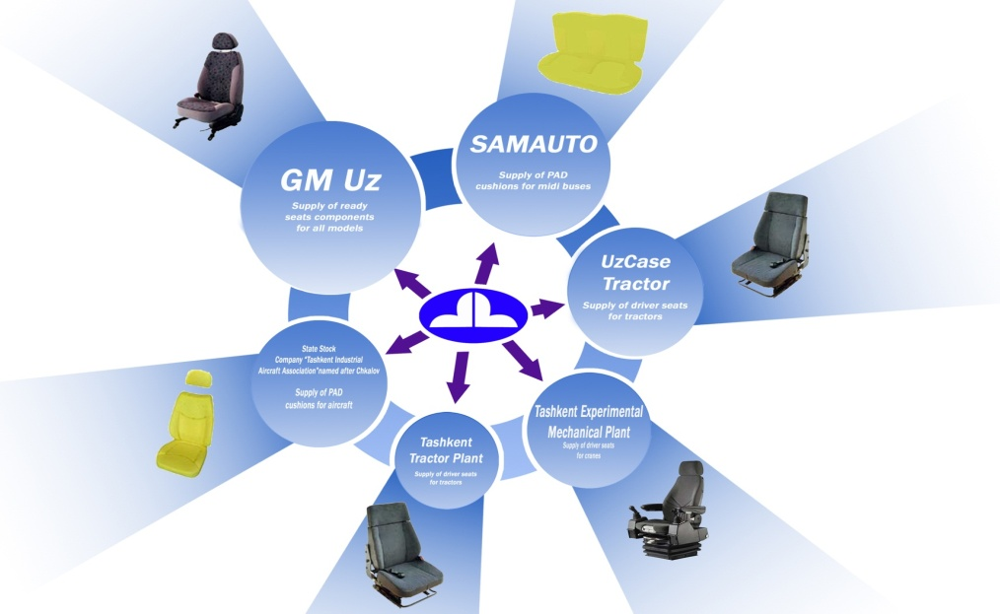 GM Uz
Supply of ready
seats components
for all models
SAMAUTO
Supply of PAD
cushions for midi buses
UzCase
Tractor
Supply of driver seats
for tractors
State Stock
Company "Tashkent Industrial
Aircraft Association"named after Chkalov
Supply of PAD
cushions for aircraft
Tashkent
Tractor Plant
Supply of driver seats
for tractors
Tashkent Experimental
Mechanical Plant
Supply of driver seats
for cranes